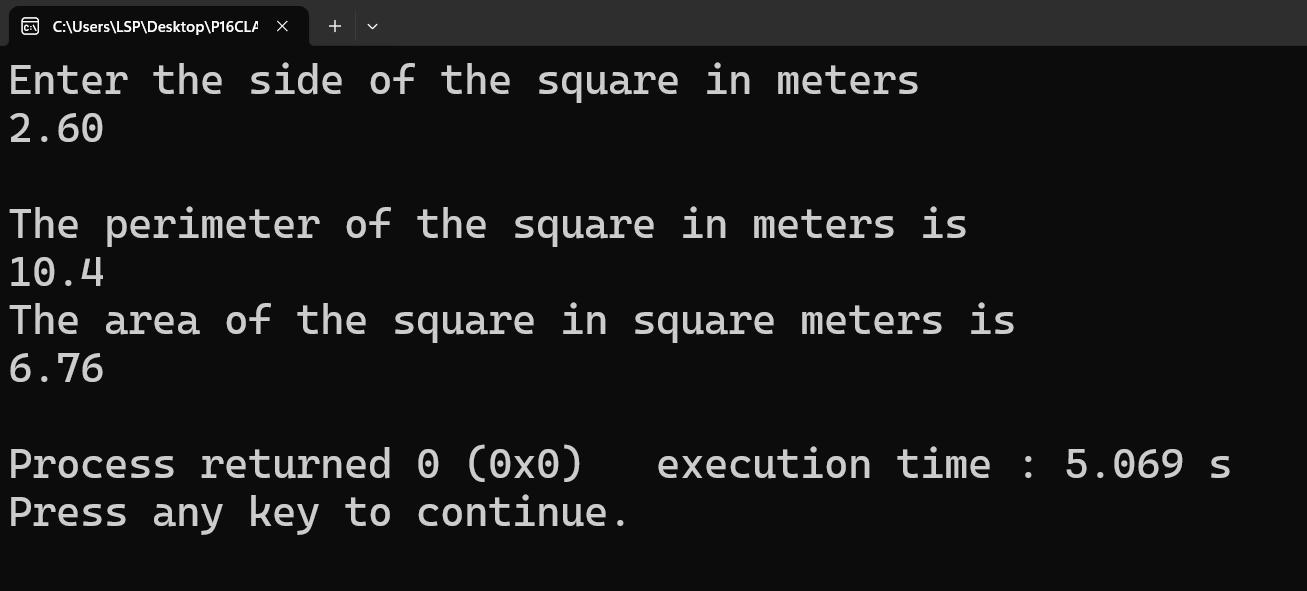 C:\Users\LSP\Desktop\P16CLA
Enter the side of the square in meters
2.60
The perimeter of the square in meters is
10.4
The area of the square in square meters is
6.76
Process returned 0 (0x0)   execution time : 5.069 s
Press any key to continue.